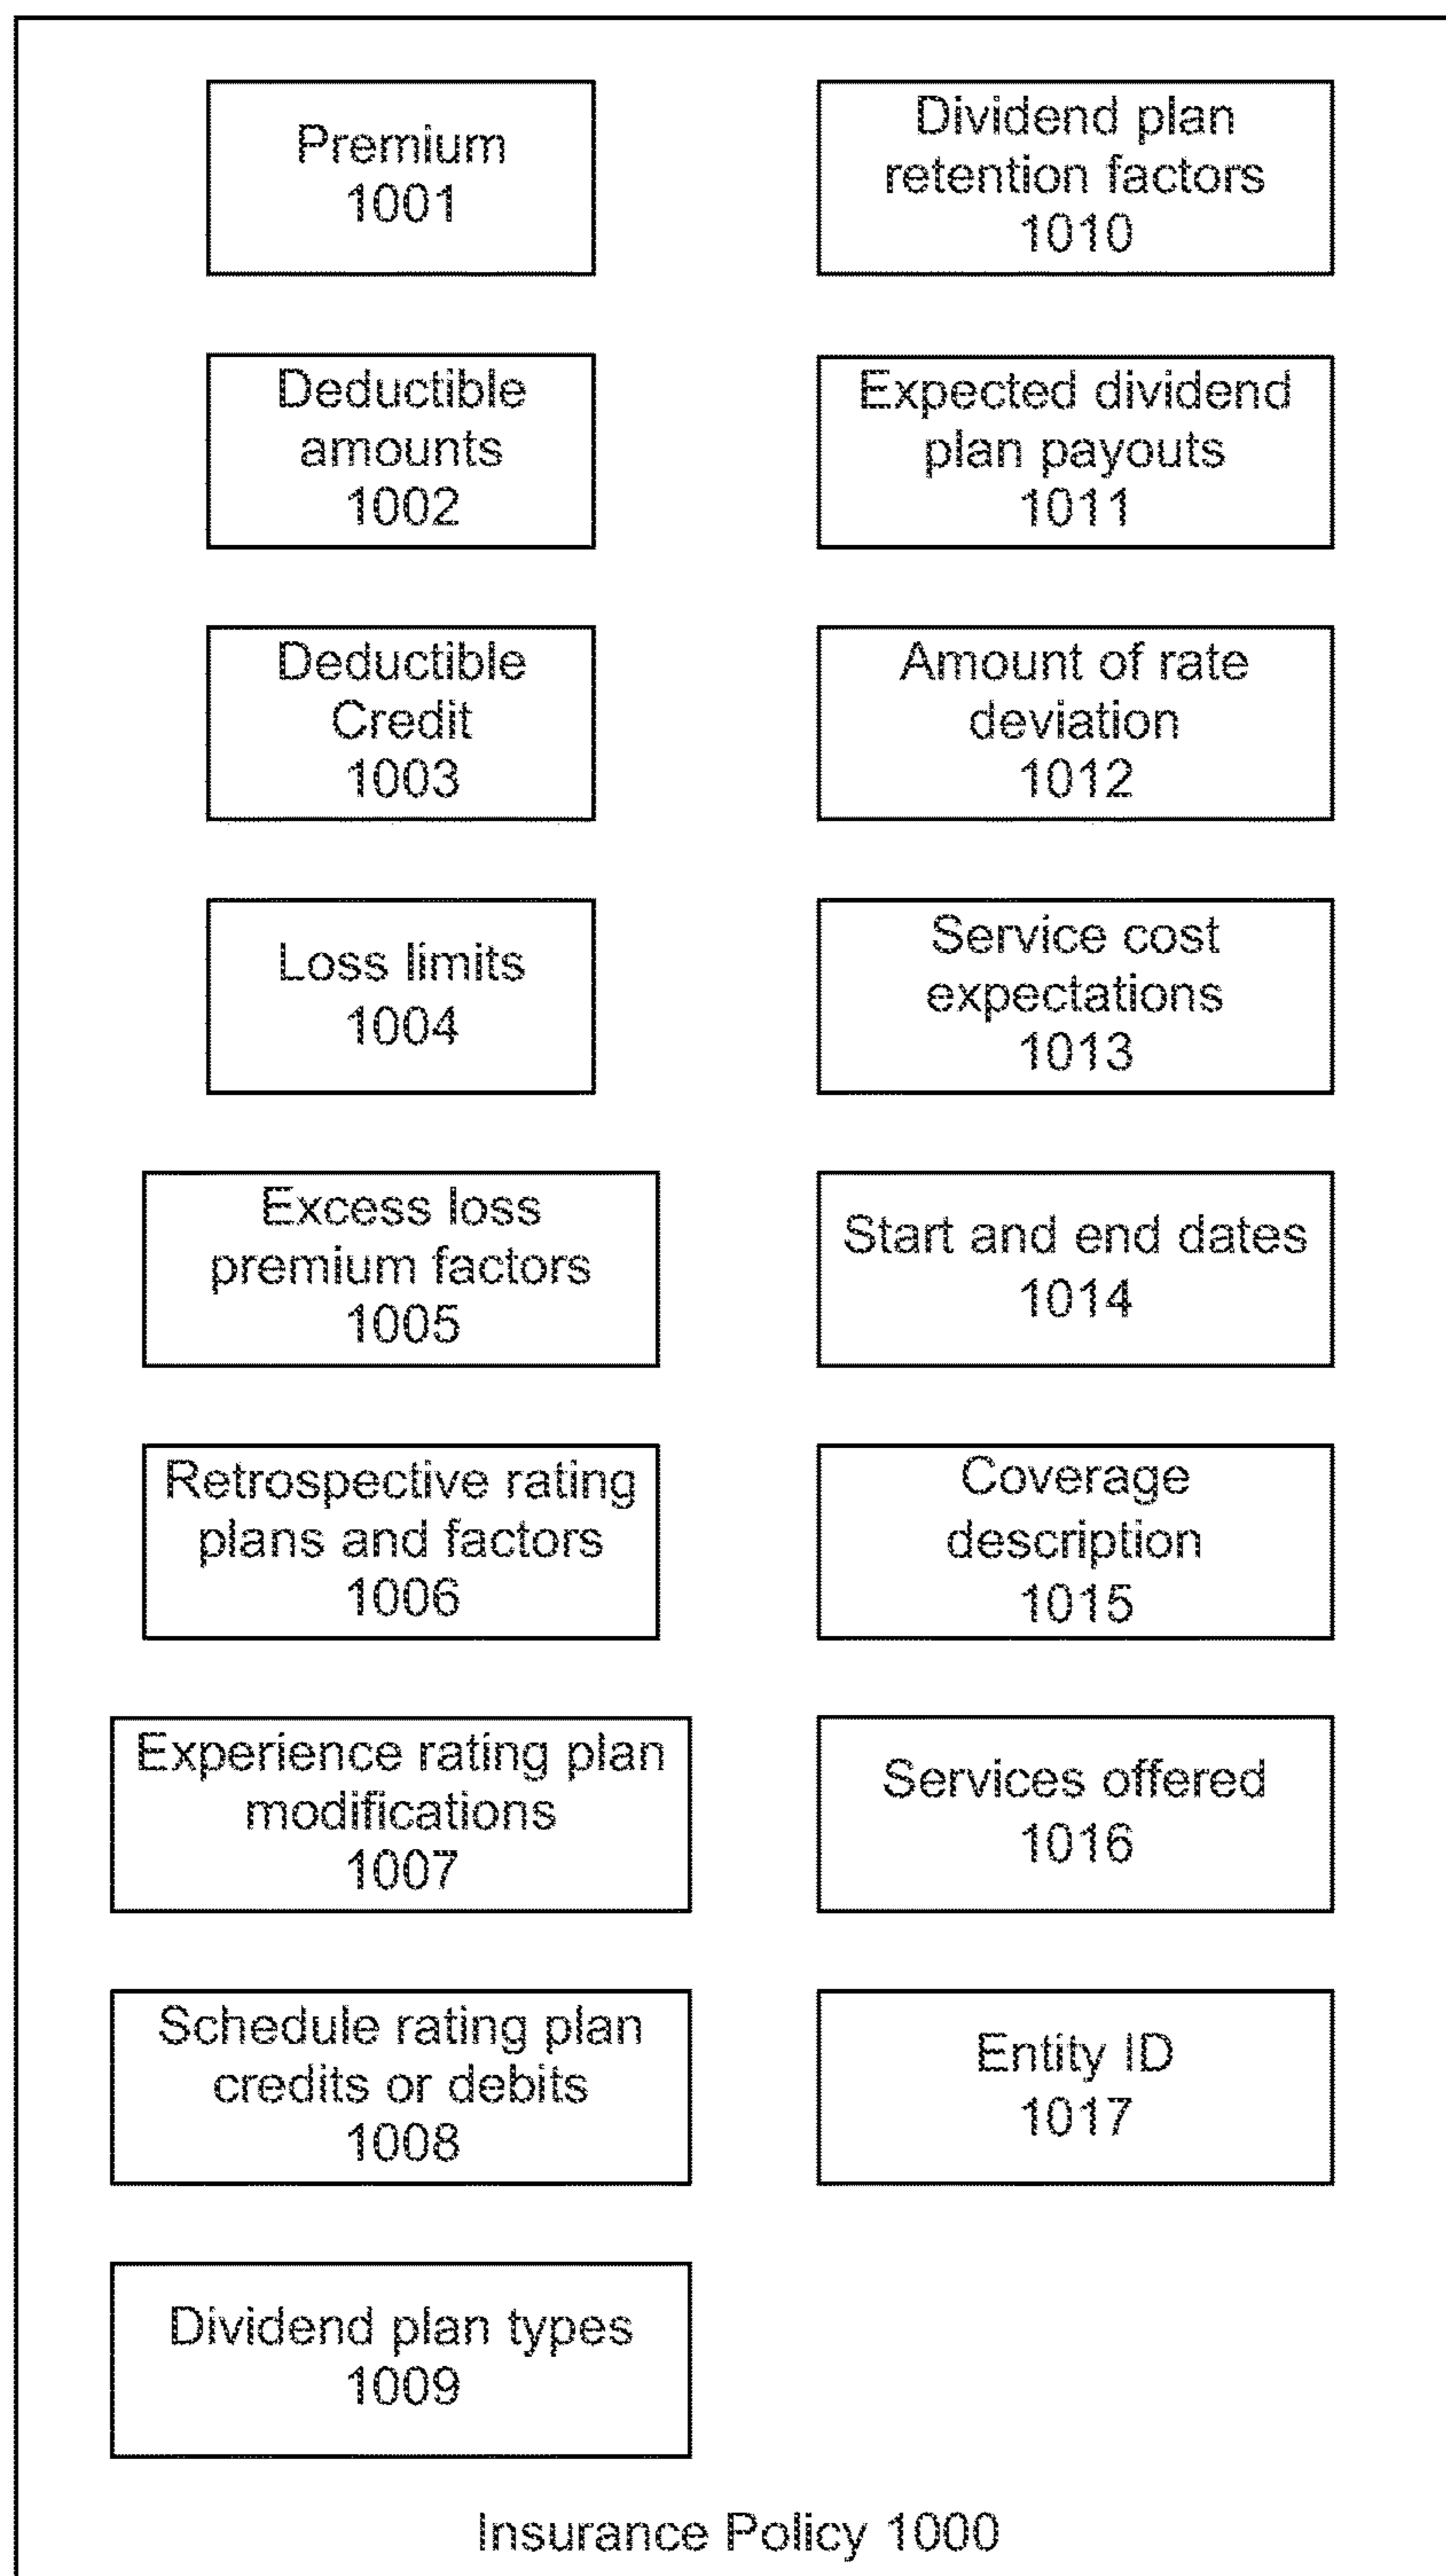 Premium
1001
Deductible
amounts
1002
Deductible
Credit
1003
Loss limits
1004
Excess loss
premium factors
1005
Retrospective rating
plans and factors
1006
Experience rating plan
modifications
1007
Schedule rating plan
credits or debits
1008
Dividend plan types
1009
Dividend plan
retention factors
1010
Expected dividend
plan payouts
1011
Amount of rate
deviation
1012
Service cost
expectations
1013
Start and end dates
1014
Coverage
description
1015
Services offered
1016
Entity ID
1017
Insurance Policy 1000